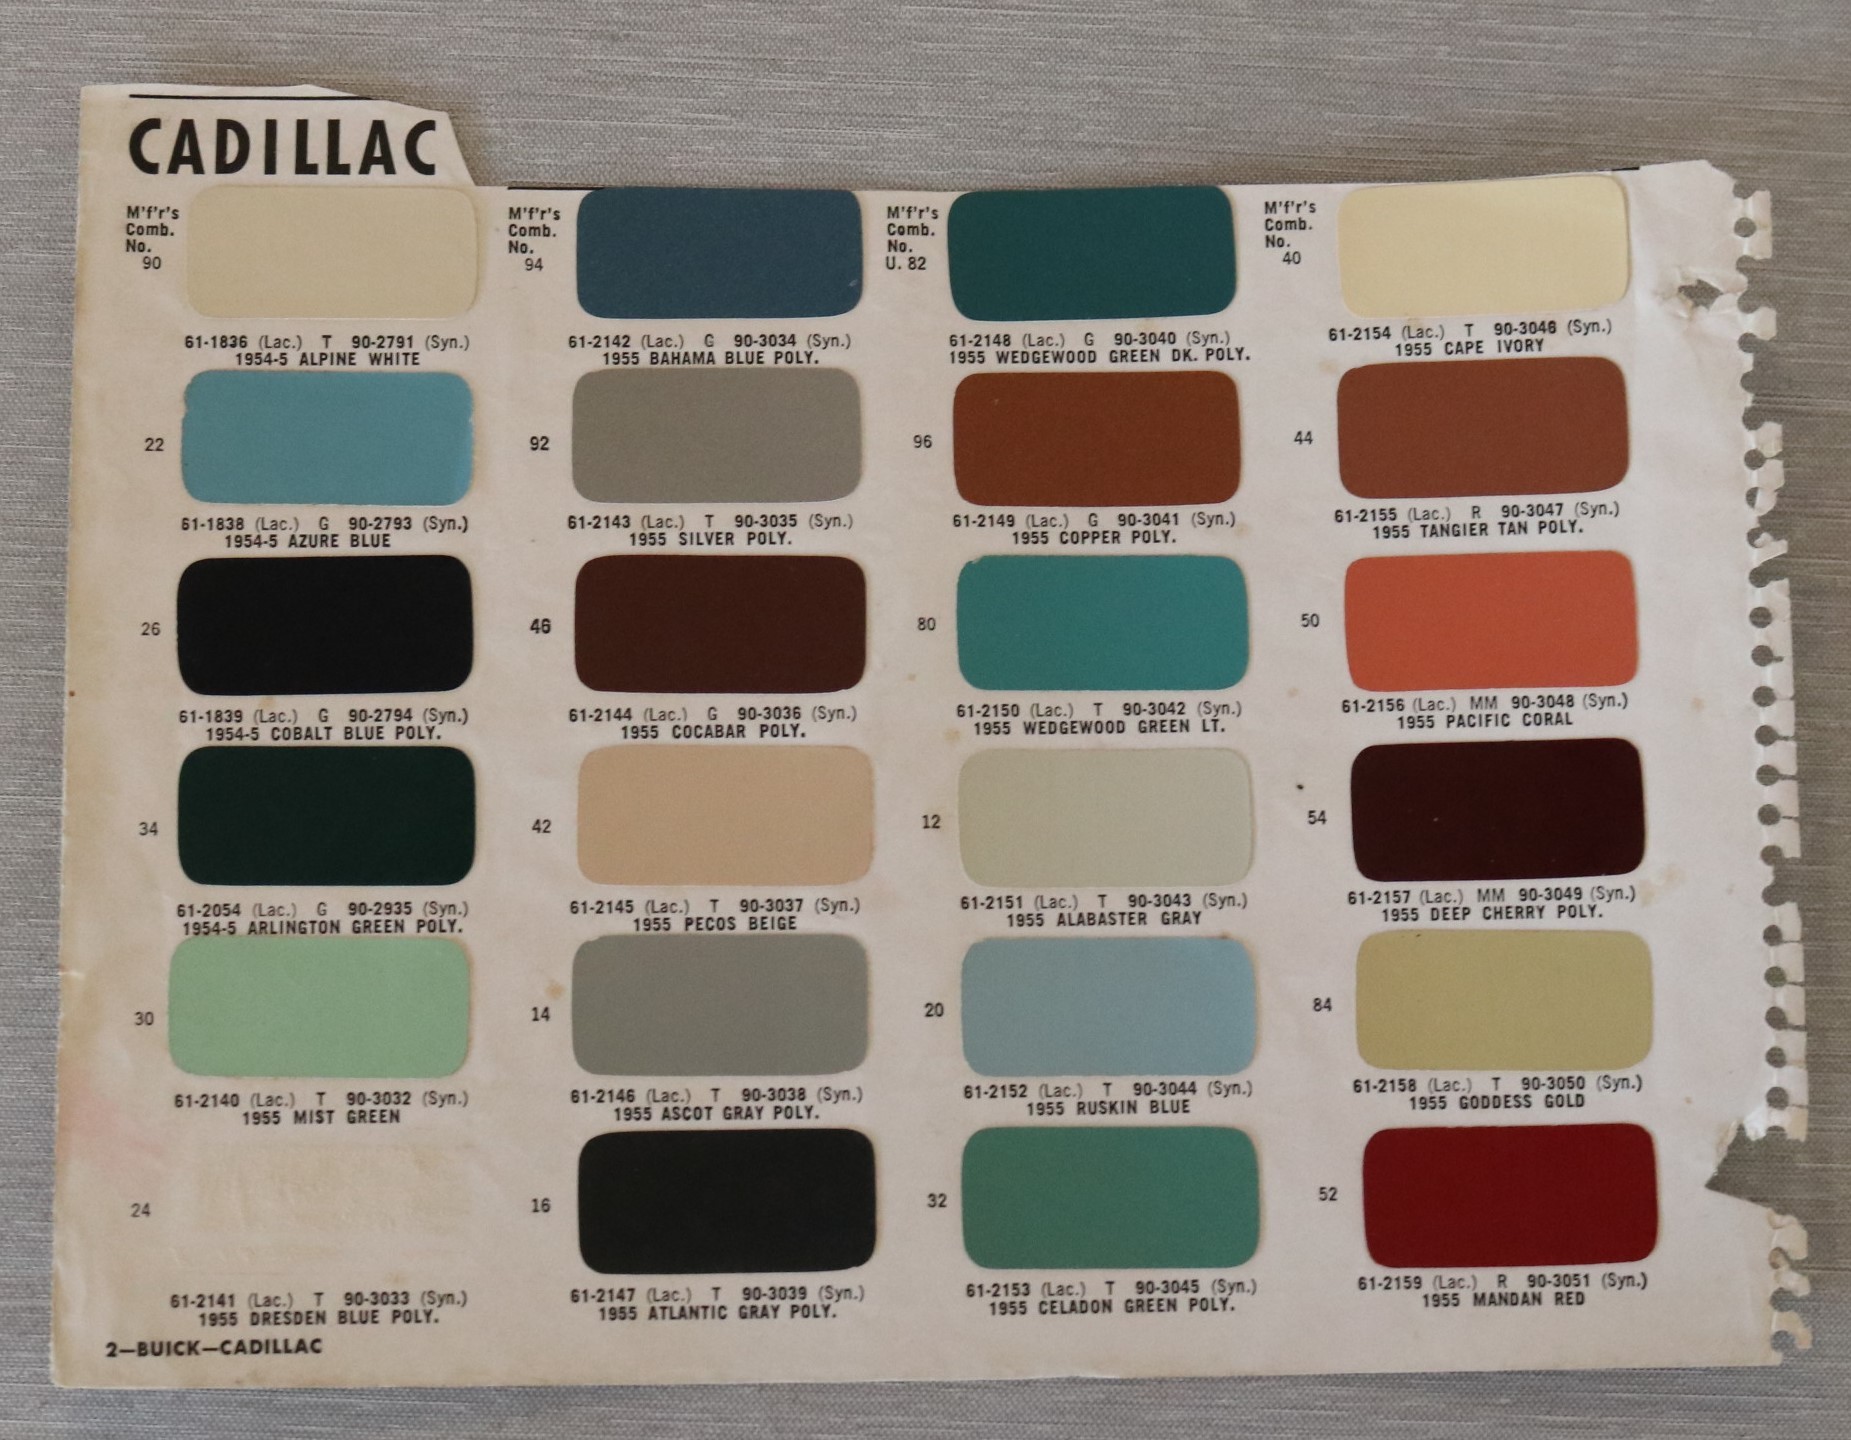 CADILLAC
M'f'r's
Comb.
No.
90
61-1836 (Lac.) T 90-2791 (Syn.)
1954-5 ALPINE WHITE
22
61-1838 (Lac.) G 90-2793 (Syn.)
1954-5 AZURE BLUE
26
61-1839 (Lac.) G 90-2794 (Syn.)
1954-5 COBALT BLUE POLY.
34
61-2054 (Lac.) G 90-2935 (Syn.)
1954-5 ARLINGTON GREEN POLY.
30
61-2140 (Lac.) T 90-3032 (Syn.)
1955 MIST GREEN
24
61-2141 (Lac.) T 90-3033 (Syn.)
1955 DRESDEN BLUE POLY.
2—BUICK—CADILLAC
M'f'r's
Comb.
No.
94
61-2142 (Lac.) G 90-3034 (Syn.)
1955 BAHAMA BLUE POLY.
92
61-2143 (Lac.) T 90-3035 (Syn.)
1955 SILVER POLY.
46
61-2144 (Lac.) G 90-3036 (Syn.)
1955 COCABAR POLY.
42
61-2145 (Lac.) T 90-3037 (Syn.)
1955 PECOS BEIGE
14
61-2146 (Lac.) T 90-3038 (Syn.)
1955 ASCOT GRAY POLY.
16
61-2147 (Lac.) T 90-3039 (Syn.)
1955 ATLANTIC GRAY POLY.
M'f'r's
Comb.
No.
U. 82
61-2148 (Lac.) G 90-3040 (Syn.)
1955 WEDGEWOOD GREEN DK. POLY.
96
61-2149 (Lac.) G 90-3041 (Syn.)
1955 COPPER POLY.
80
61-2150 (Lac.) T 90-3042 (Syn.)
1955 WEDGEWOOD GREEN LT.
12
61-2151 (Lac.) T 90-3043 (Syn.)
1955 ALABASTER GRAY
20
61-2152 (Lac.) T 90-3044 (Syn.)
1955 RUSKIN BLUE
32
61-2153 (Lac.) T 90-3045 (Syn.)
1955 CELADON GREEN POLY.
M'f'r's
Comb.
No.
40
61-2154 (Lac.) T 90-3046 (Syn.)
1955 CAPE IVORY
44
61-2155 (Lac.) R 90-3047 (Syn.)
1955 TANGIER TAN POLY.
50
61-2156 (Lac.) MM 90-3048 (Syn.)
1955 PACIFIC CORAL
54
61-2157 (Lac.) MM 90-3049 (Syn.)
1955 DEEP CHERRY POLY.
84
61-2158 (Lac.) T 90-3050 (Syn.)
1955 GODDESS GOLD
52
61-2159 (Lac.) R 90-3051 (Syn.)
1955 MANDAN RED